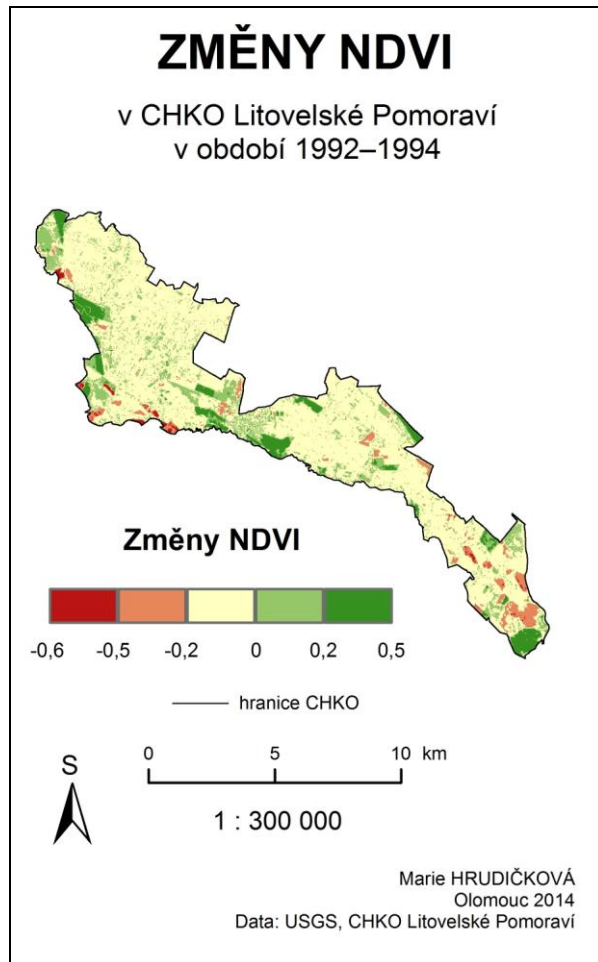 ZMĚNY NDVI
v CHKO Litovelské Pomoraví
v období 1992–1994
Změny NDVI
-0,6 -0,5 -0,2 0 0,2 0,5
hranice CHKO
0 5 10 km
S
1 : 300 000
Marie HRUDIČKOVÁ
Olomouc 2014
Data: USGS, CHKO Litovelské Pomoraví